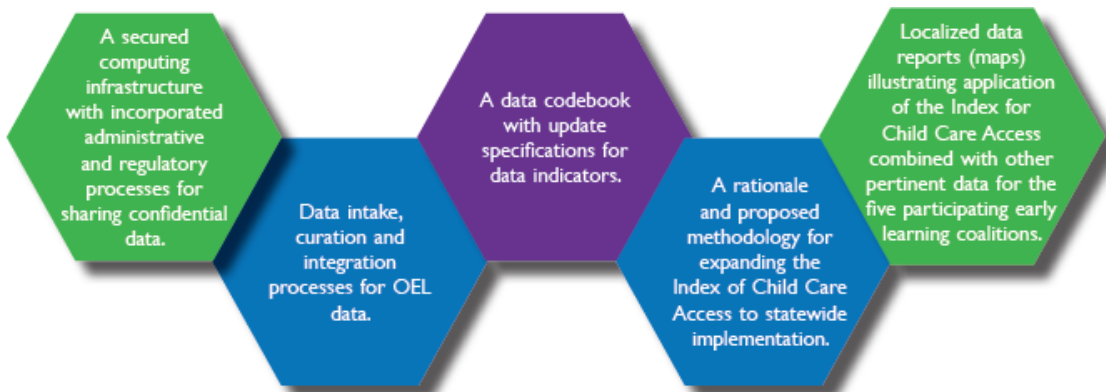 A secured
computing
infrastructure
with incorporated
administrative
and regulatory
processes for
sharing confidential
data.
Data intake,
curation and
integration
processes for OEL
data.
A data codebook
with update
specifications for
data indicators.
A rationale
and proposed
methodology for
expanding the
Index of Child Care
Access to statewide
implementation.
Localized data
reports (maps)
illustrating application
of the Index for
Child Care Access
combined with other
pertinent data for the
five participating early
learning coalitions.